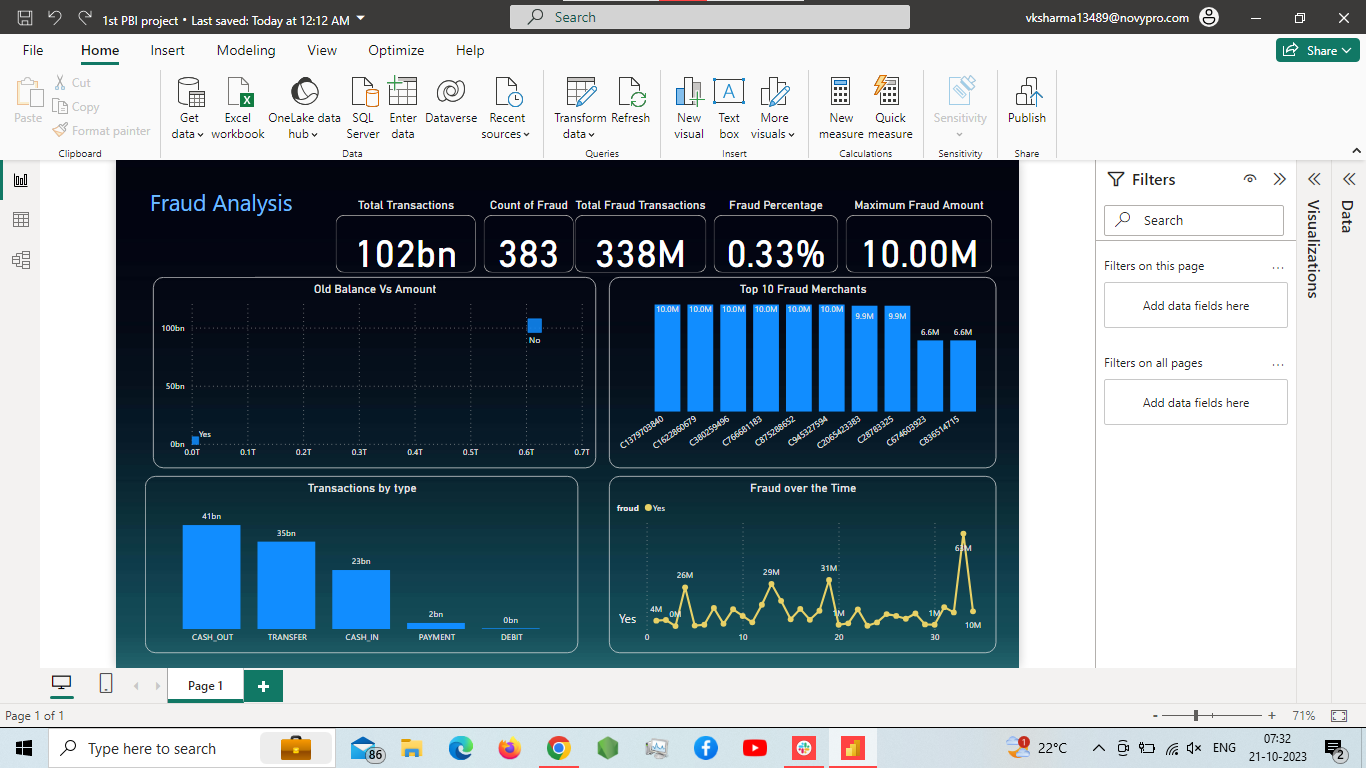 1st PBI project • Last saved: Today at 12:12 AM
Search
vksharma13489@novypro.com
File Home Insert Modeling View Optimize Help
Share
Paste
Cut
Copy
Format painter
Clipboard
Get data
Excel workbook
OneLake data hub
SQL Server
Enter data
Dataverse
Recent sources
Data
Transform data
Refresh
Queries
New visual
Text box
More visuals
Insert
New measure
Quick measure
Calculations
Sensitivity
Sensitivity
Publish
Share
Fraud Analysis
Total Transactions
102bn
Count of Fraud
383
Total Fraud Transactions
338M
Fraud Percentage
0.33%
Maximum Fraud Amount
10.00M
Old Balance Vs Amount
100bn
50bn
0bn
No
Yes
0.0T 0.1T 0.2T 0.3T 0.4T 0.5T 0.6T 0.7T
Top 10 Fraud Merchants
10.0M 10.0M 10.0M 10.0M 10.0M 10.0M 9.9M 9.9M 6.6M 6.6M
C1379703840
C1622860679
C380259496
C766681183
C875288652
C945327594
C2065423383
C28783325
C674603923
C836514715
Transactions by type
41bn
35bn
23bn
2bn
0bn
CASH_OUT TRANSFER CASH_IN PAYMENT DEBIT
Fraud over the Time
froud Yes
Yes
4M
0M
26M
29M
31M
1M
1M
63M
10M
0 10 20 30
Filters
Search
Filters on this page
...
Add data fields here
Filters on all pages
...
Add data fields here
Visualizations
Data
Page 1
+
Page 1 of 1
- + 71%
Type here to search
86
1
22°C
ENG
07:32
21-10-2023
2